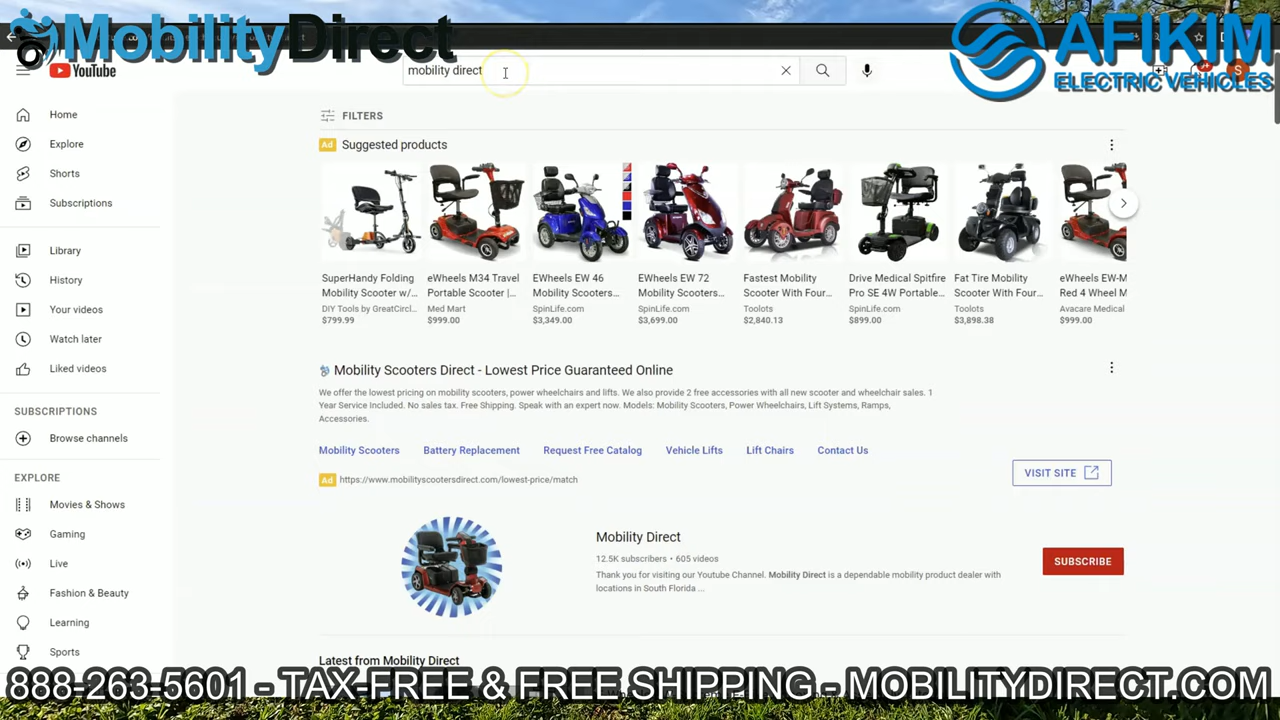 MobilityDirect
AFIKIM
ELECTRIC VEHICLES
YouTube
mobility direct
9+
S
Home
Explore
Shorts
Subscriptions
Library
History
Your videos
Watch later
Liked videos
SUBSCRIPTIONS
Browse channels
EXPLORE
Movies & Shows
Gaming
Live
Fashion & Beauty
Learning
Sports
FILTERS
Ad Suggested products
SuperHandy Folding
Mobility Scooter w/...
DIY Tools by GreatCircl...
$799.99
eWheels M34 Travel
Portable Scooter |...
Med Mart
$999.00
EWheels EW 46
Mobility Scooters...
SpinLife.com
$3,349.00
EWheels EW 72
Mobility Scooters...
SpinLife.com
$3,699.00
Fastest Mobility
Scooter With Four...
Toolots
$2,840.13
Drive Medical Spitfire
Pro SE 4W Portable...
SpinLife.com
$899.00
Fat Tire Mobility
Scooter With Four...
Toolots
$3,898.38
eWheels EW-M
Red 4 Wheel M
Avacare Medical
$999.00
Mobility Scooters Direct - Lowest Price Guaranteed Online
We offer the lowest pricing on mobility scooters, power wheelchairs and lifts. We also provide 2 free accessories with all new scooter and wheelchair sales. 1
Year Service Included. No sales tax. Free Shipping. Speak with an expert now. Models: Mobility Scooters, Power Wheelchairs, Lift Systems, Ramps,
Accessories.
Mobility Scooters Battery Replacement Request Free Catalog Vehicle Lifts Lift Chairs Contact Us
Ad https://www.mobilityscootersdirect.com/lowest-price/match
VISIT SITE
Mobility Direct
12.5K subscribers • 605 videos
Thank you for visiting our Youtube Channel. Mobility Direct is a dependable mobility product dealer with
locations in South Florida ...
SUBSCRIBE
Latest from Mobility Direct
888-263-5601 - TAX-FREE & FREE SHIPPING - MOBILITYDIRECT.COM